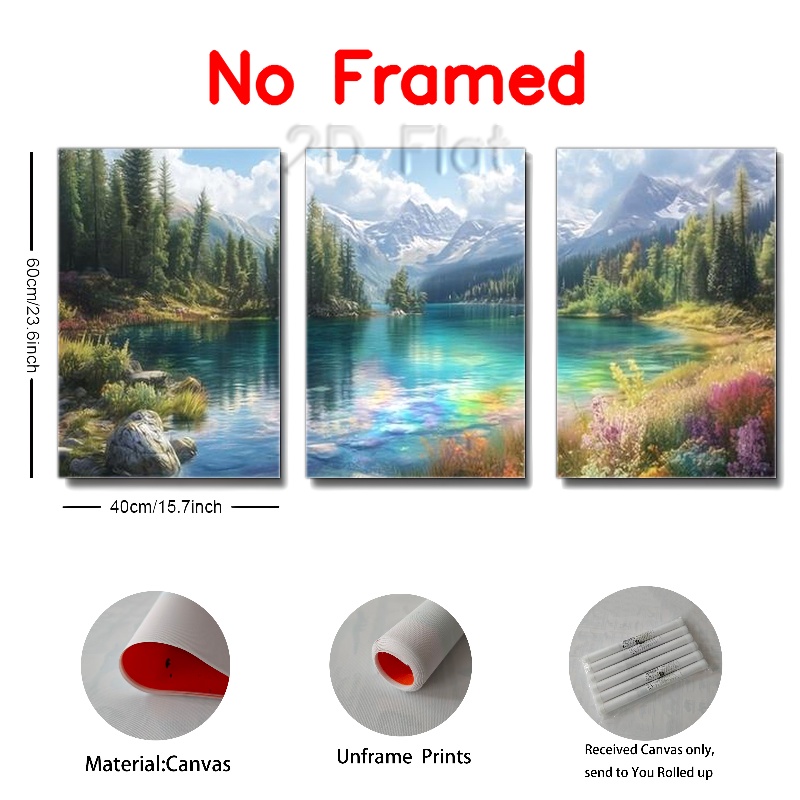 No Framed
2D Flat
60cm/23.6inch
40cm/15.7inch
Material:Canvas
Unframe Prints
Received Canvas only,
send to You Rolled up